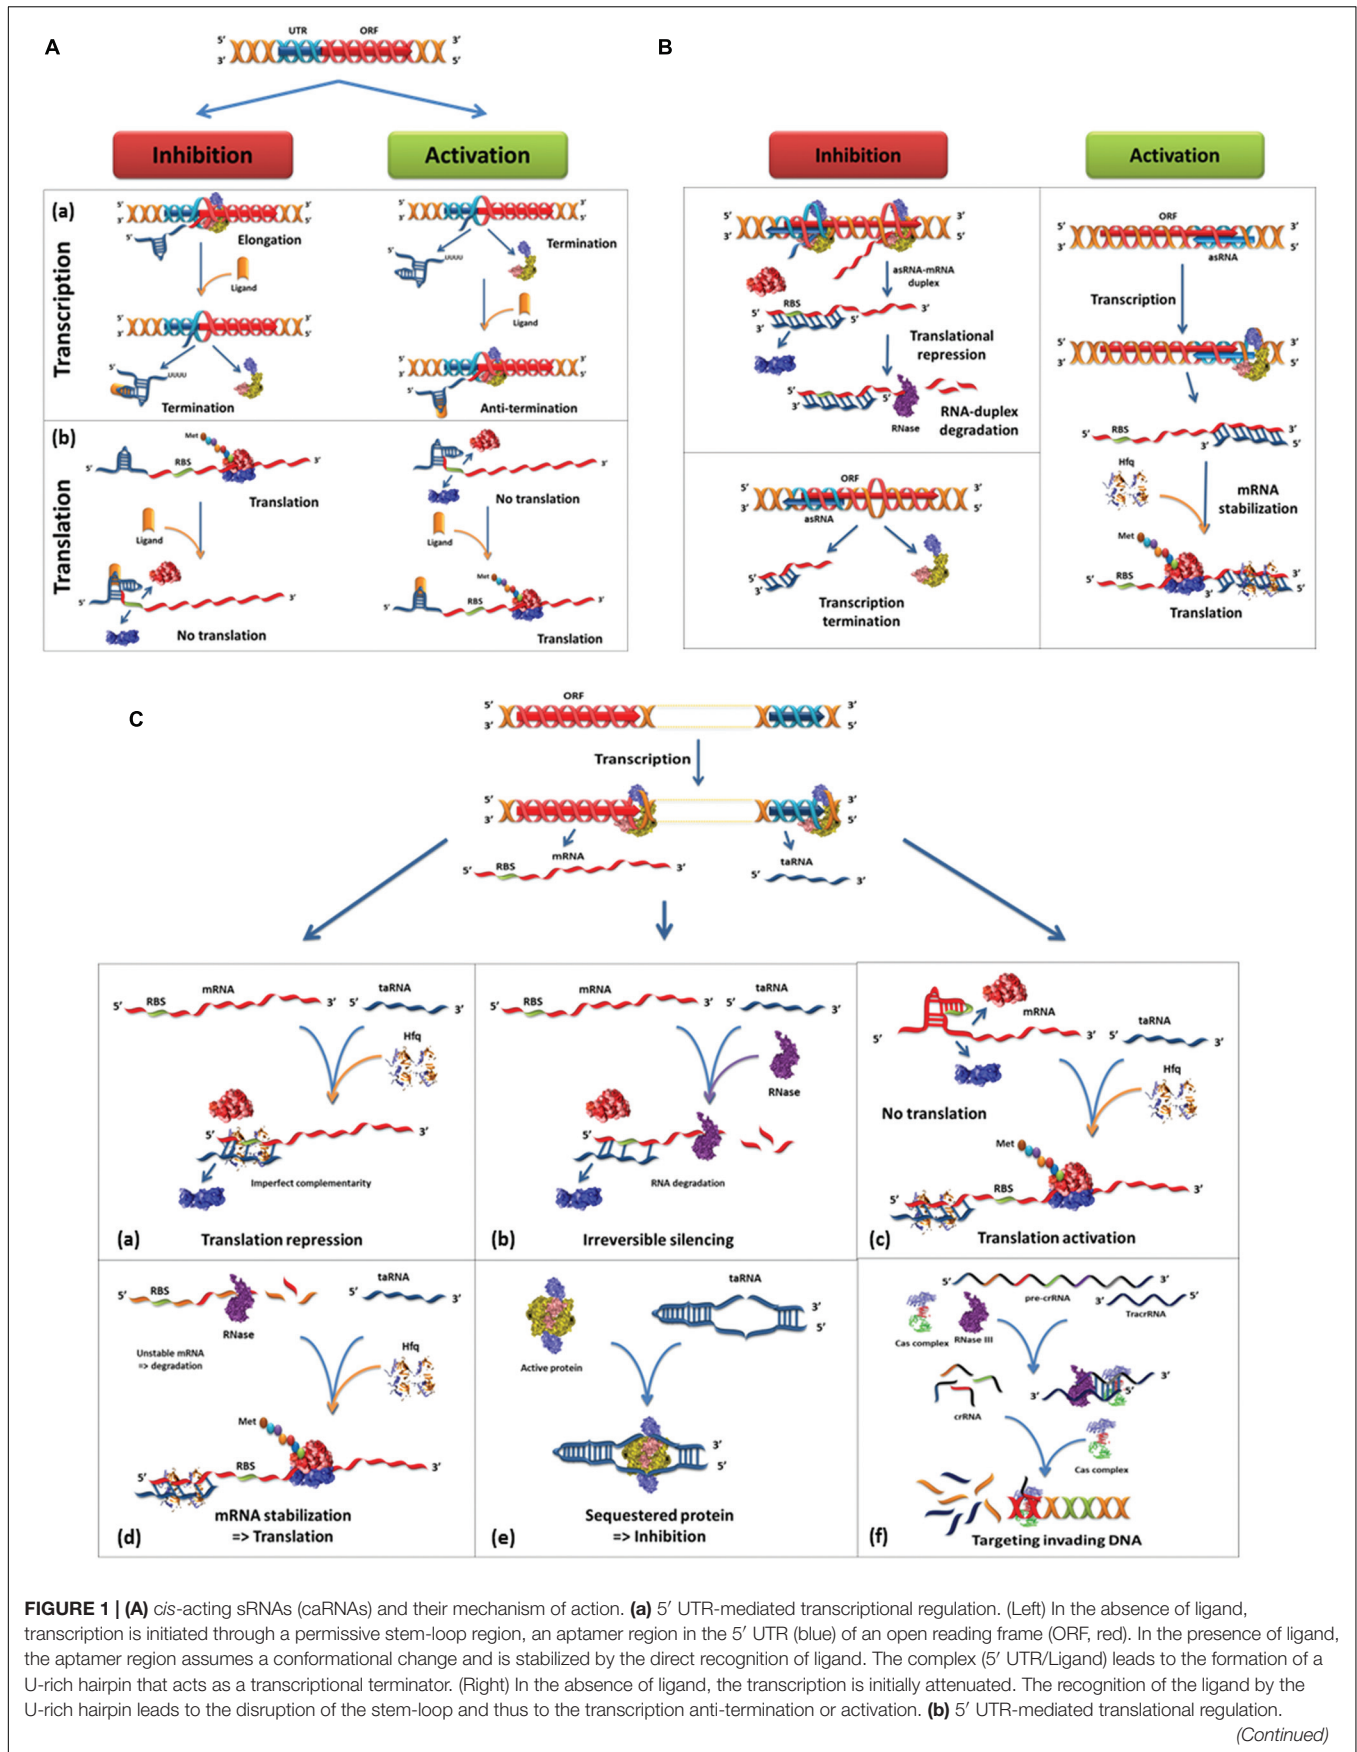 A
UTR ORF
5′ 3′
3′ 5′
Inhibition Activation
Transcription
(a)
5′ 3′
3′ 5′
5′
Elongation
Ligand
5′ 3′
3′ 5′
5′
UUUU
Termination
5′ 3′
3′ 5′
5′
UUUU
Termination
Ligand
5′ 3′
3′ 5′
5′
Anti-termination
Translation
(b)
Met
5′ RBS 3′
Translation
Ligand
5′ 3′
No translation
5′ 3′
No translation
Ligand
Met
5′ RBS 3′
Translation
B
Inhibition Activation
5′ 3′
3′ 5′
asRNA-mRNA
duplex
RBS
5′ 3′
3′ 5′
Translational
repression
5′
3′ 5′
RNase
RNA-duplex
degradation
ORF
5′ 3′
3′ 5′
asRNA
5′
3′
Transcription
termination
ORF
5′ 3′
3′ 5′
asRNA
Transcription
5′ 3′
3′ 5′
5′ RBS 3′
3′ 5′
Hfq
mRNA
stabilization
Met
5′ RBS 3′
3′ 5′
Translation
C
ORF
5′ 3′
3′ 5′
Transcription
5′ 3′
3′ 5′
mRNA
5′ RBS 3′
taRNA
5′ 3′
mRNA taRNA
5′ RBS 3′ 5′ 3′
Hfq
5′ 3′
Imperfect complementarity
(a) Translation repression
mRNA taRNA
5′ RBS 3′ 5′ 3′
RNase
5′
RNA degradation
(b) Irreversible silencing
mRNA taRNA
5′ 3′ 5′ 3′
Hfq
No translation
Met
5′ RBS 3′
(c) Translation activation
taRNA
5′ RBS 5′ 3′
RNase
Unstable mRNA
=> degradation
Hfq
Met
5′ RBS 3′
mRNA stabilization
(d) => Translation
taRNA
3′
5′
Active protein
3′
5′
Sequestered protein
(e) => Inhibition
5′ 3′
pre-crRNA
3′ TracrRNA
Cas complex RNase III
crRNA
3′ 5′ 3′
Cas complex
(f) Targeting invading DNA
FIGURE 1 | (A) cis-acting sRNAs (caRNAs) and their mechanism of action. (a) 5′ UTR-mediated transcriptional regulation. (Left) In the absence of ligand,
transcription is initiated through a permissive stem-loop region, an aptamer region in the 5′ UTR (blue) of an open reading frame (ORF, red). In the presence of ligand,
the aptamer region assumes a conformational change and is stabilized by the direct recognition of ligand. The complex (5′ UTR/Ligand) leads to the formation of a
U-rich hairpin that acts as a transcriptional terminator. (Right) In the absence of ligand, the transcription is initially attenuated. The recognition of the ligand by the
U-rich hairpin leads to the disruption of the stem-loop and thus to the transcription anti-termination or activation. (b) 5′ UTR-mediated translational regulation.
(Continued)